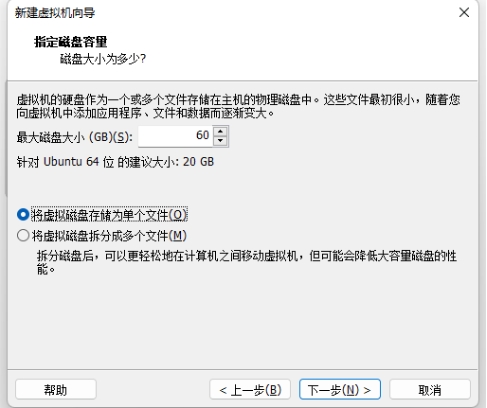 新建虚拟机向导
指定磁盘容量
磁盘大小为多少?
虚拟机的硬盘作为一个或多个文件存储在主机的物理磁盘中。这些文件最初很小，随着您
向虚拟机中添加应用程序、文件和数据而逐渐变大。
最大磁盘大小 (GB)(S): 60
针对 Ubuntu 64 位 的建议大小: 20 GB
将虚拟磁盘存储为单个文件(O)
将虚拟磁盘拆分成多个文件(M)
拆分磁盘后，可以更轻松地在计算机之间移动虚拟机，但可能会降低大容量磁盘的性
能。
帮助 < 上一步(B) 下一步(N) > 取消